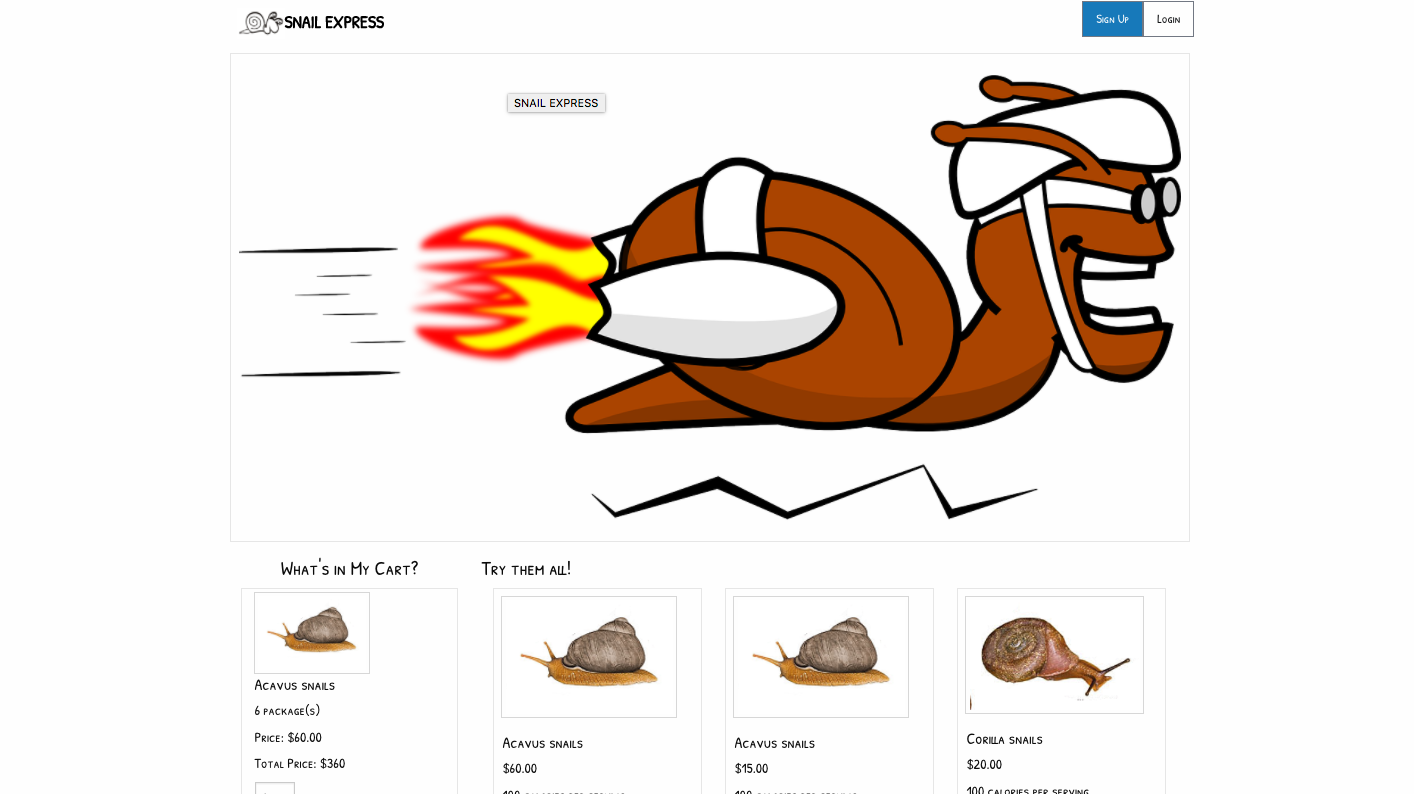 SNAIL EXPRESS
Sign Up
Login
SNAIL EXPRESS
What's in My Cart?
Try them all!
Acavus snails
6 package(s)
Price: $60.00
Total Price: $360
Acavus snails
$60.00
Acavus snails
$15.00
Corilla snails
$20.00
100 calories per serving